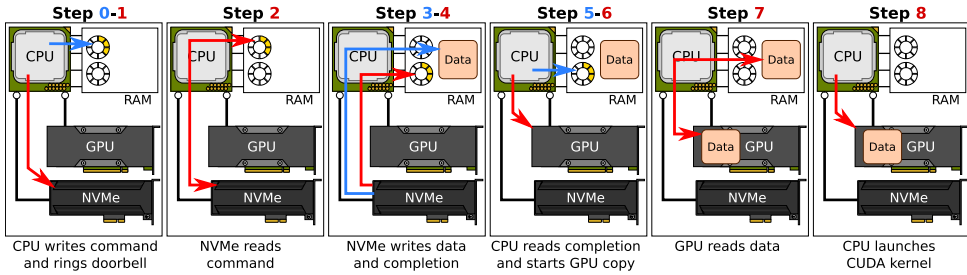 Step 0-1
CPU
RAM
GPU
NVMe
CPU writes command
and rings doorbell
Step 2
CPU
RAM
GPU
NVMe
NVMe reads
command
Step 3-4
CPU
Data
RAM
GPU
NVMe
NVMe writes data
and completion
Step 5-6
CPU
Data
RAM
GPU
NVMe
CPU reads completion
and starts GPU copy
Step 7
CPU
Data
RAM
Data
GPU
NVMe
GPU reads data
Step 8
CPU
RAM
Data
GPU
NVMe
CPU launches
CUDA kernel